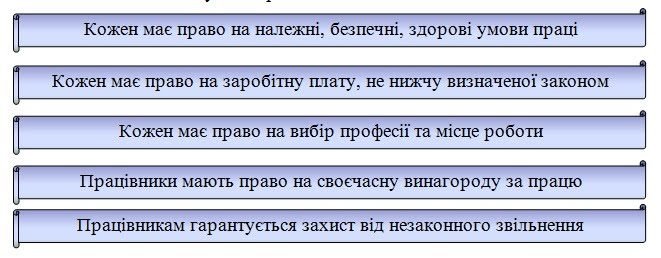 Кожен має право на належні, безпечні, здорові умови праці
Кожен має право на заробітну плату, не нижчу визначеної законом
Кожен має право на вибір професії та місце роботи
Працівники мають право на своєчасну винагороду за працю
Працівникам гарантується захист від незаконного звільнення